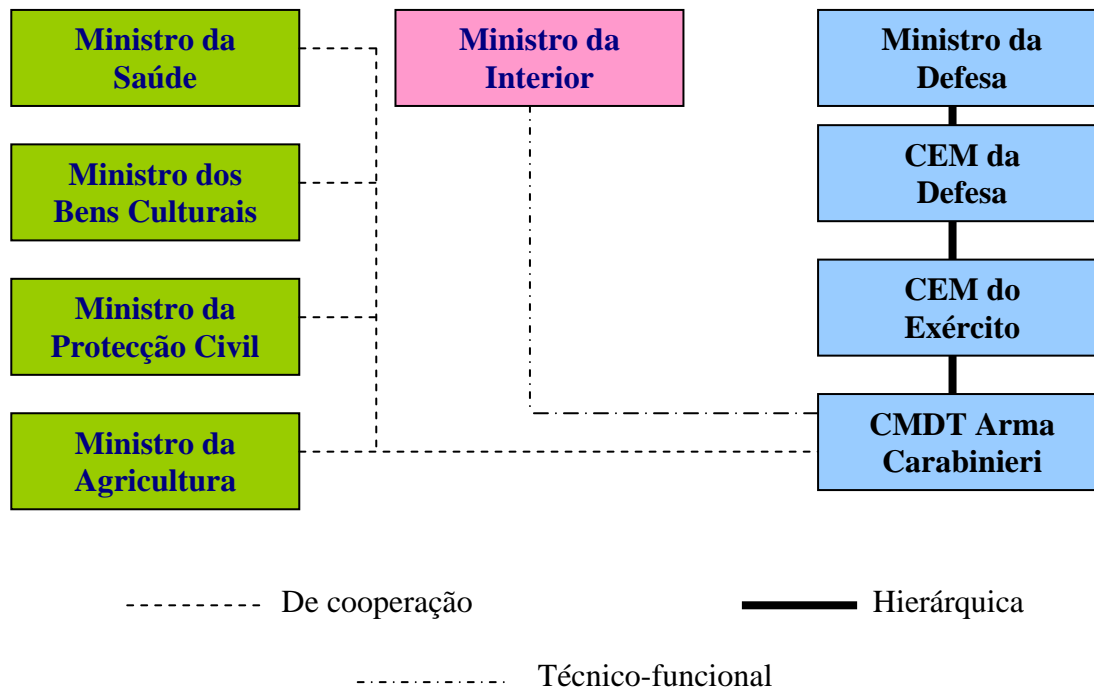 Ministro da
Saúde
Ministro da
Interior
Ministro da
Defesa
CEM da
Defesa
Ministro dos
Bens Culturais
CEM do
Exército
Ministro da
Protecção Civil
CMDT Arma
Carabinieri
Ministro da
Agricultura
De cooperação
Hierárquica
Técnico-funcional